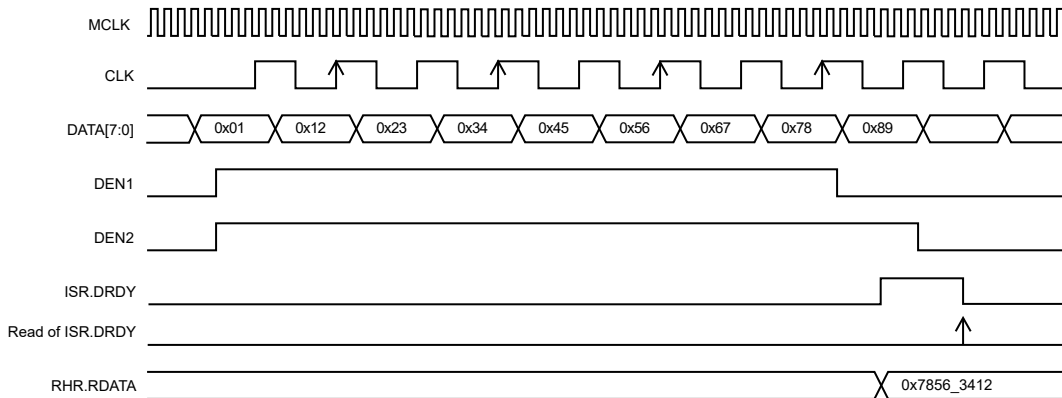 MCLK
CLK
DATA[7:0] 0x01 0x12 0x23 0x34 0x45 0x56 0x67 0x78 0x89
DEN1
DEN2
ISR.DRDY
Read of ISR.DRDY
RHR.RDATA 0x7856_3412